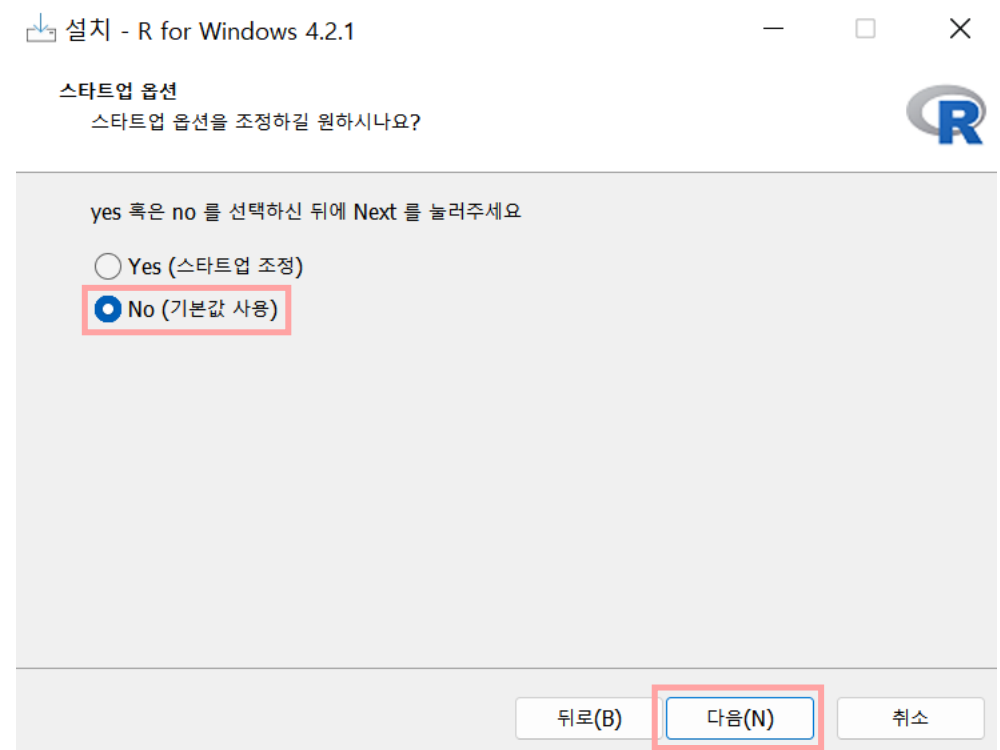 설치 - R for Windows 4.2.1
스타트업 옵션
스타트업 옵션을 조정하길 원하시나요?
R
yes 혹은 no 를 선택하신 뒤에 Next 를 눌러주세요
Yes (스타트업 조정)
No (기본값 사용)
뒤로(B) 다음(N) 취소